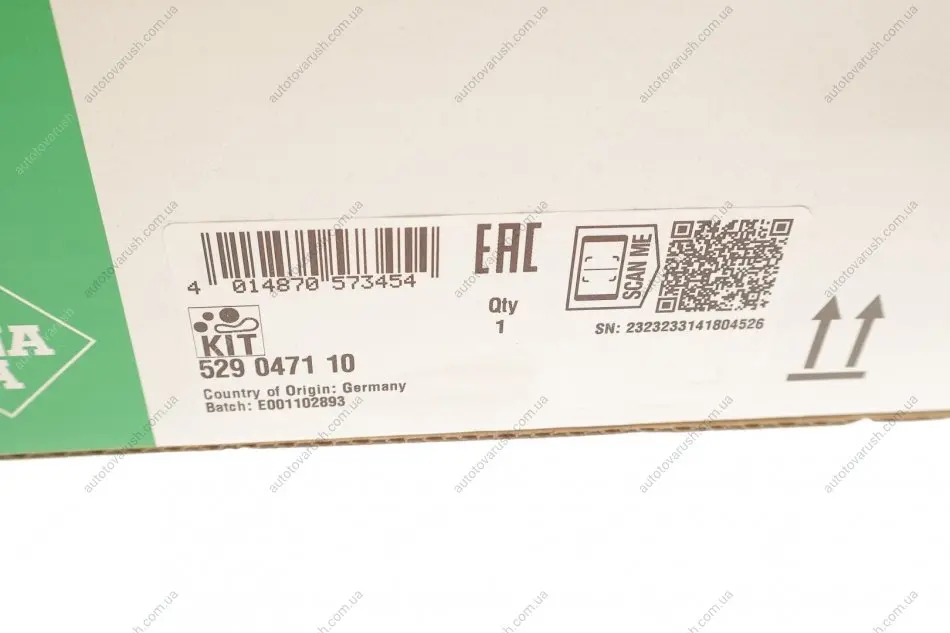 4 014870 573454
EAC
SCAN ME
Qty
1
SN: 2323233141804526
KIT
529 0471 10
Country of Origin: Germany
Batch: E001102893
autotovarush.com.ua